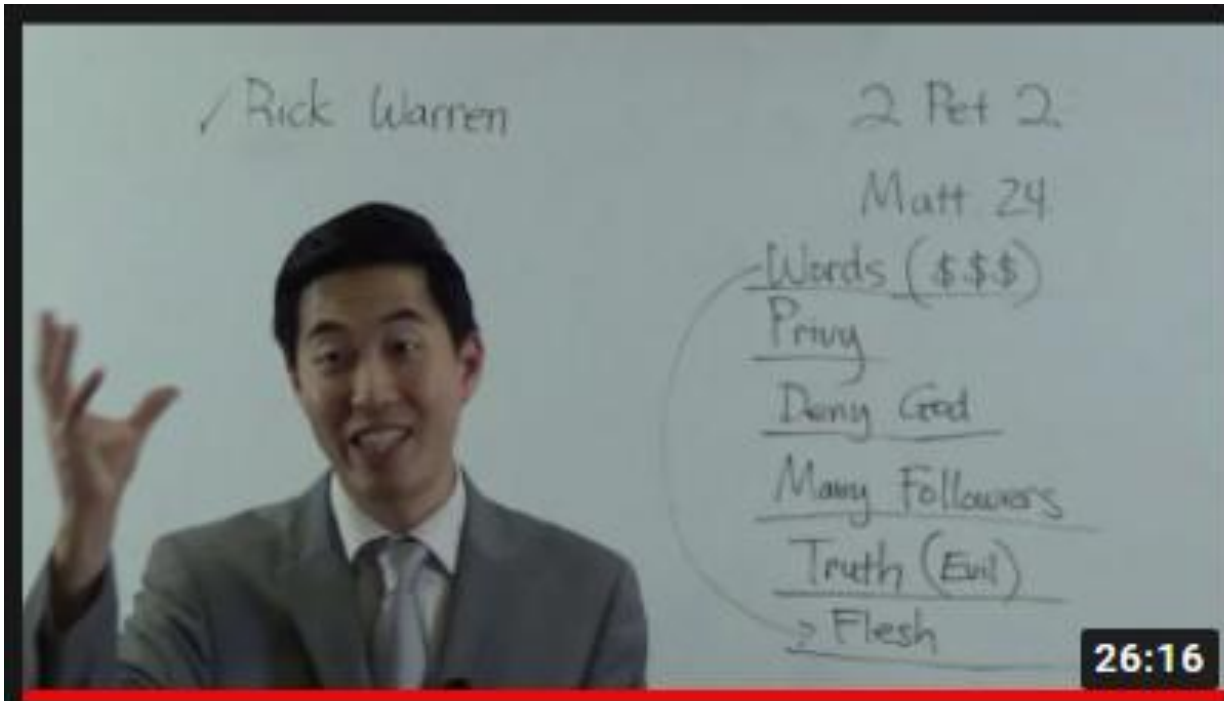 ✓ Rick Warren
2 Pet 2
Matt 24
Words ($$$)
Privy
Deny God
Many Followers
Truth (Evil)
Flesh
26:16